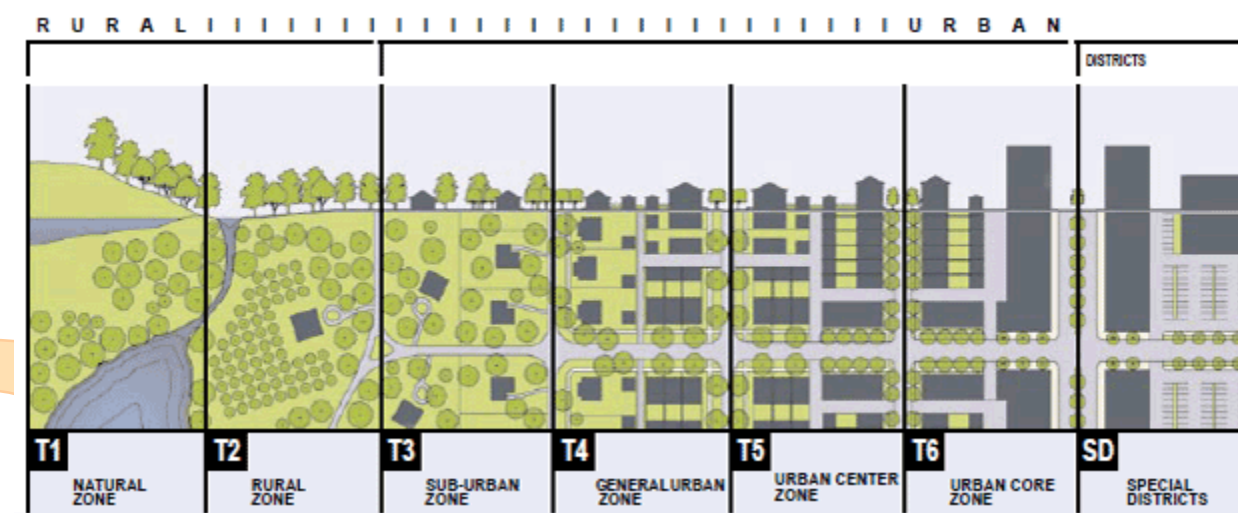 R U R A L I I I I I I I I I I I I I I I I I I I I I I I I I I U R B A N
DISTRICTS
T1
NATURAL
ZONE
T2
RURAL
ZONE
T3
SUB-URBAN
ZONE
T4
GENERAL URBAN
ZONE
T5
URBAN CENTER
ZONE
T6
URBAN CORE
ZONE
SD
SPECIAL
DISTRICTS